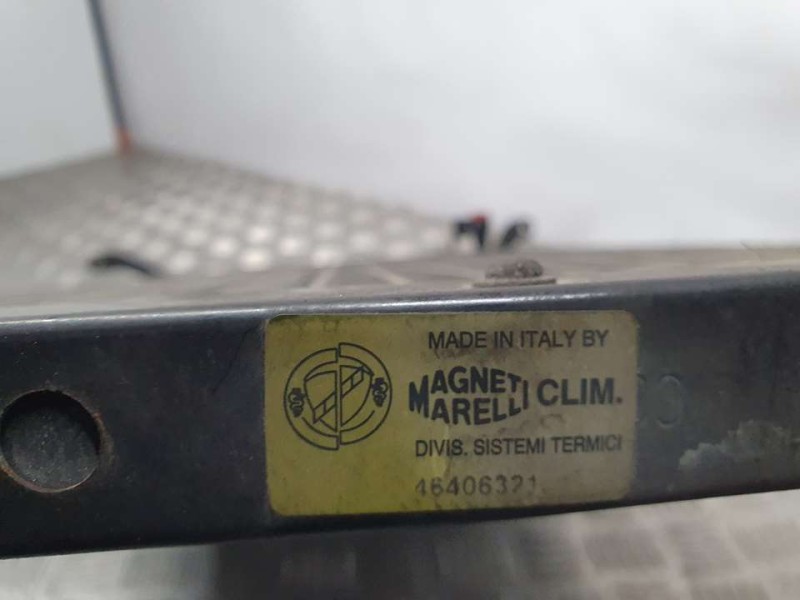 MADE IN ITALY BY
MAGNETI MARELLI CLIM.
DIVIS. SISTEMI TERMICI
46406321